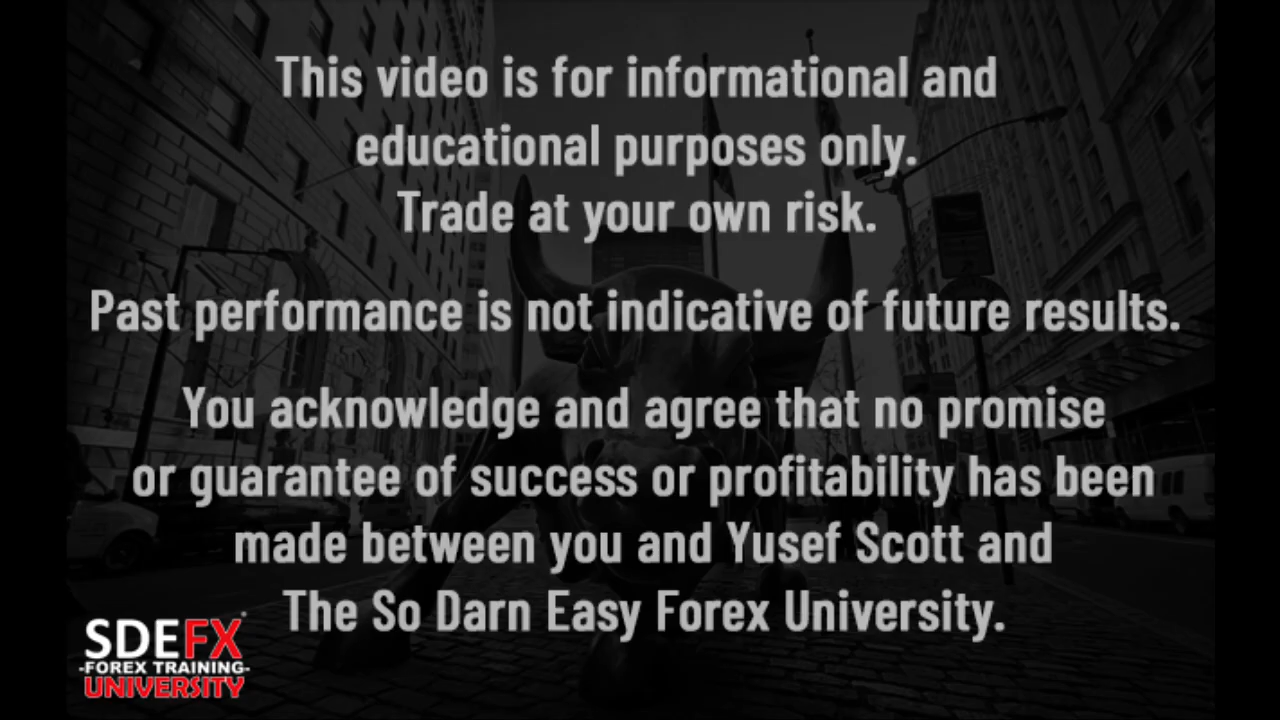 This video is for informational and
educational purposes only.
Trade at your own risk.
Past performance is not indicative of future results.
You acknowledge and agree that no promise
or guarantee of success or profitability has been
made between you and Yusef Scott and
The So Darn Easy Forex University.
SDEFX
-FOREX TRAINING-
UNIVERSITY